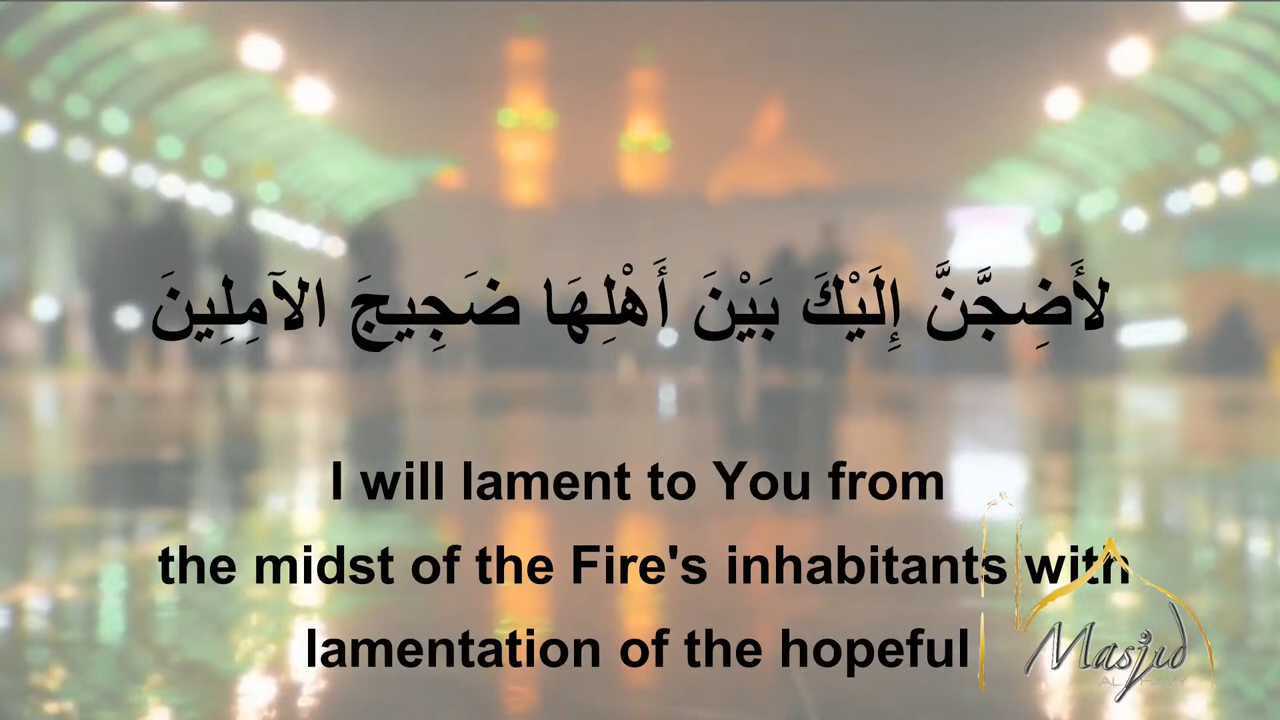 لأَضِجَّنَّ إِلَيْكَ بَيْنَ أَهْلِهَا ضَجِيجَ الآمِلِينَ
I will lament to You from
the midst of the Fire's inhabitants with
lamentation of the hopeful
Masjid